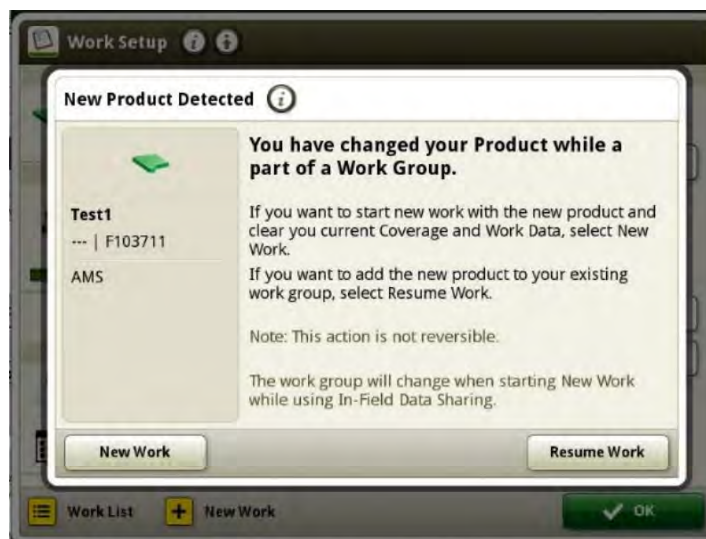 Work Setup
New Product Detected
Test1
--- | F103711
AMS
You have changed your Product while a
part of a Work Group.
If you want to start new work with the new product and
clear you current Coverage and Work Data, select New
Work.
If you want to add the new product to your existing
work group, select Resume Work.
Note: This action is not reversible.
The work group will change when starting New Work
while using In-Field Data Sharing.
New Work
Resume Work
Work List
New Work
OK